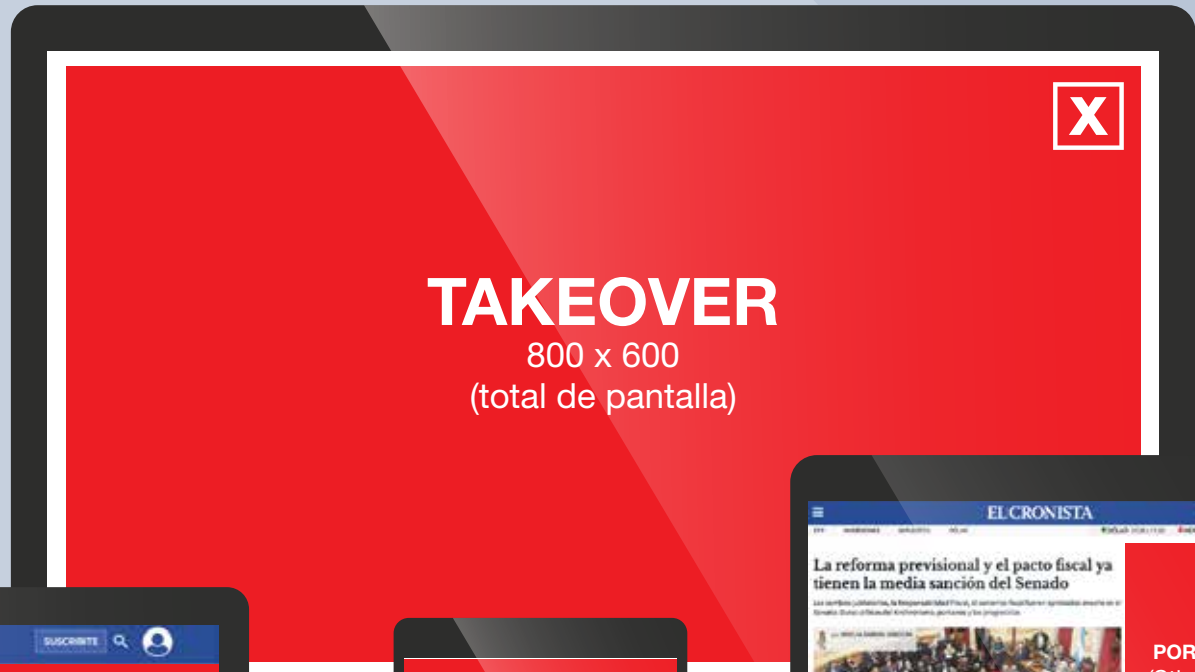 X
TAKEOVER
800 x 600
(total de pantalla)
EL CRONISTA
La reforma previsional y el pacto fiscal ya
tienen la media sanción del Senado
SUSCRIBITE
POR